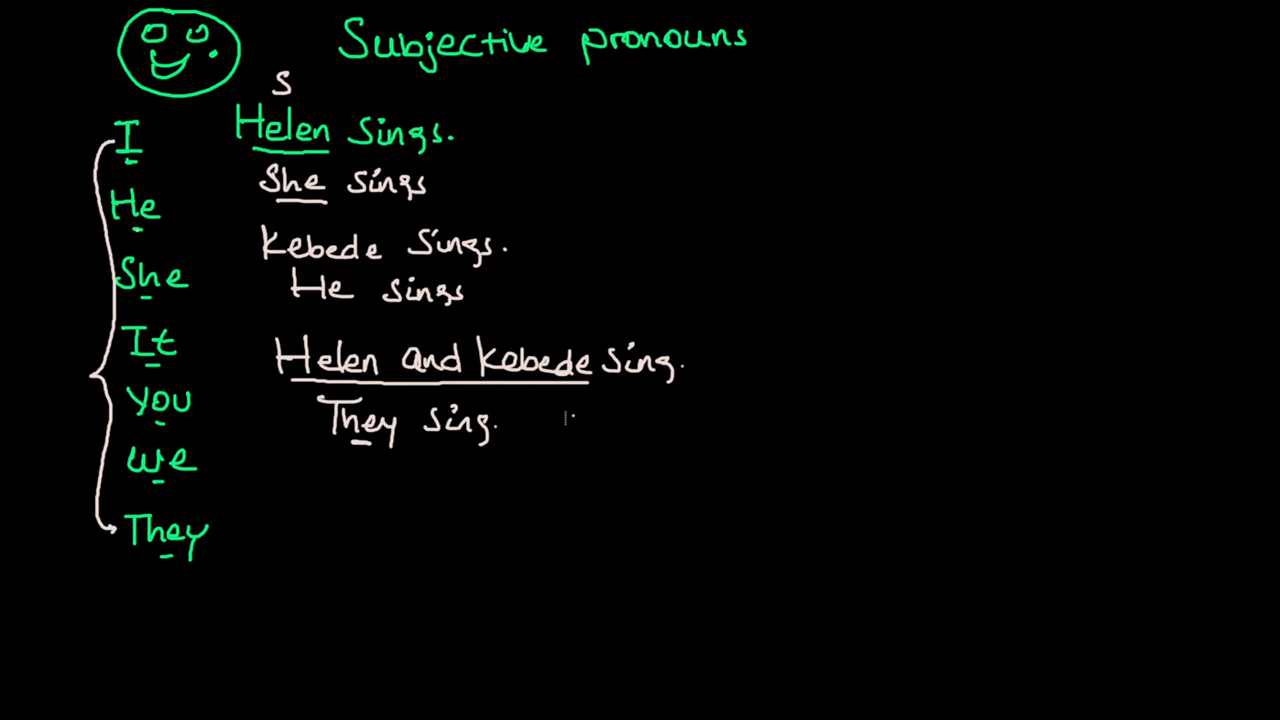 Subjective pronouns
S
Helen sings.
She sings
Kebede sings.
He sings
Helen and Kebede sing.
They sing.
I
He
She
It
you
we
They